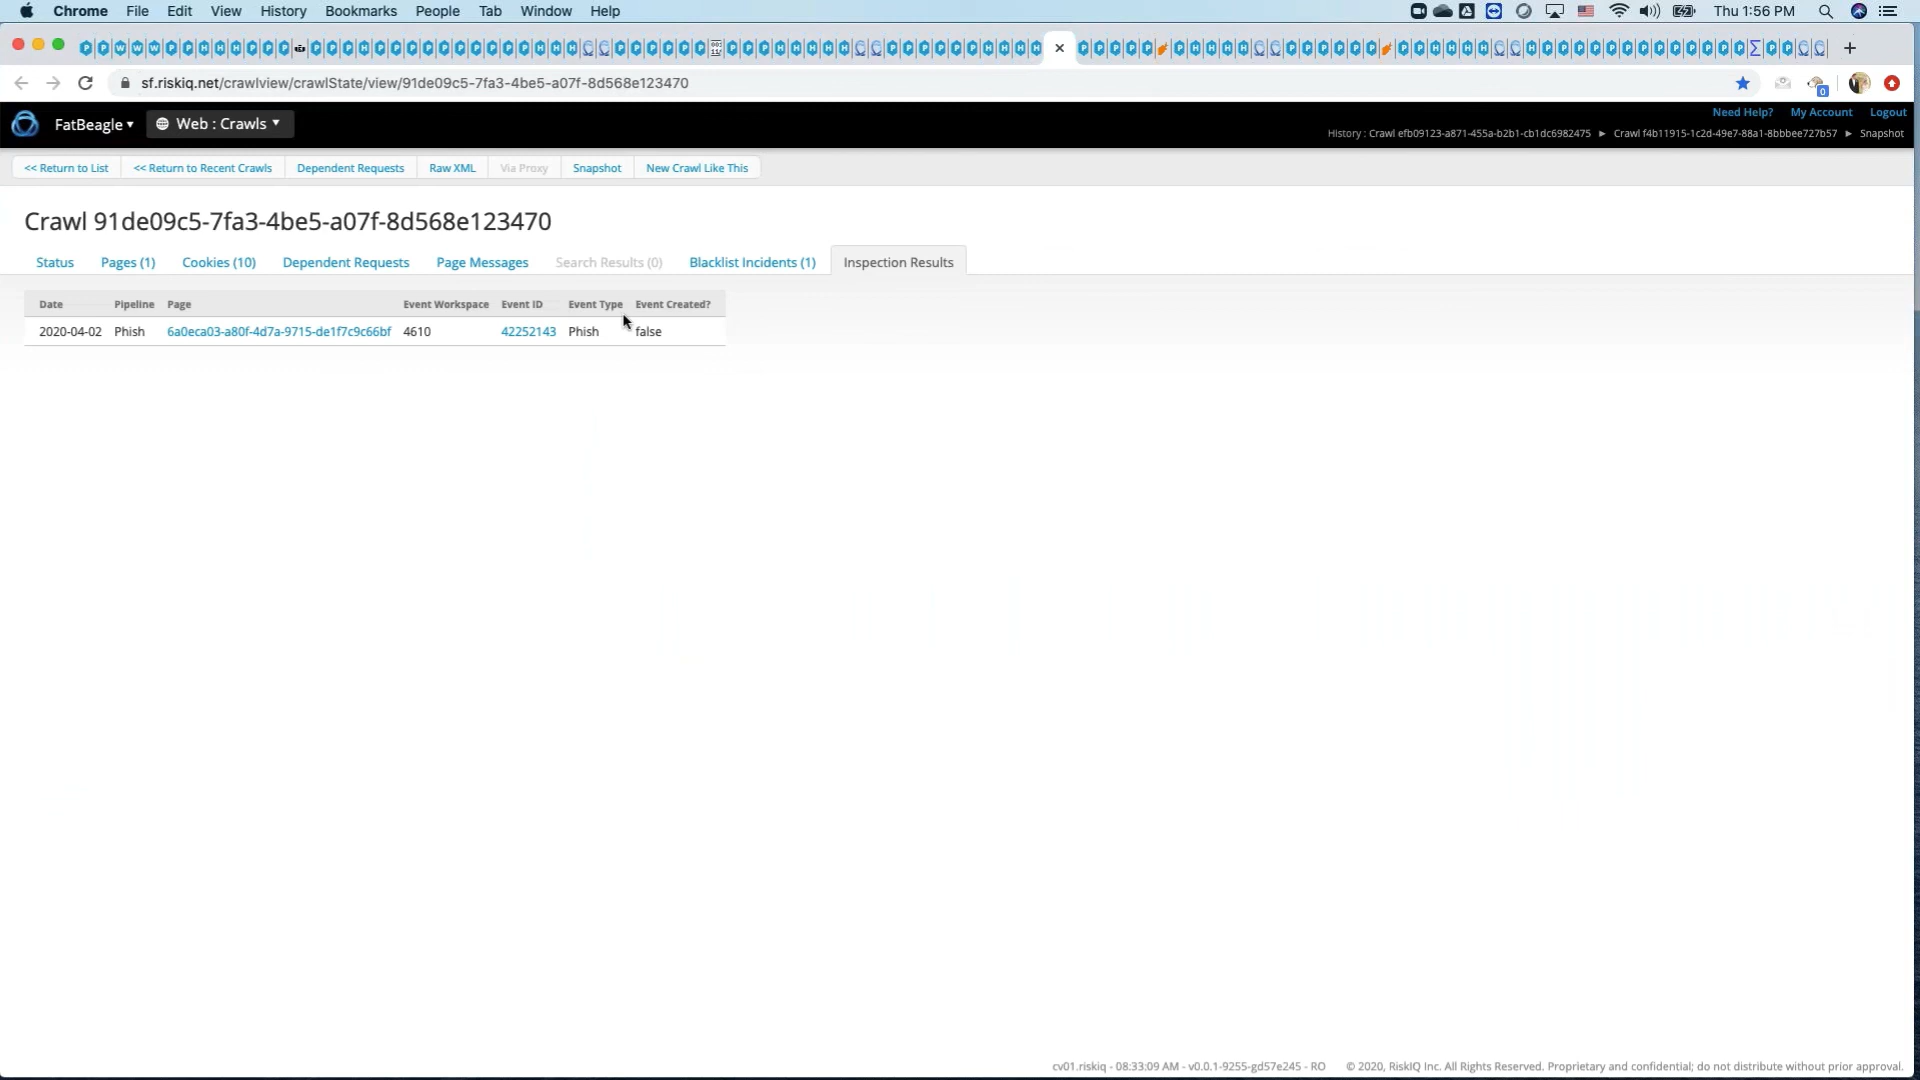 Chrome File Edit View History Bookmarks People Tab Window Help Thu 1:56 PM
sf.riskiq.net/crawlview/crawlState/view/91de09c5-7fa3-4be5-a07f-8d568e123470
0
Need Help? My Account Logout
FatBeagle Web : Crawls
History : Crawl efb09123-a871-455a-b2b1-cb1dc6982475 ► Crawl f4b11915-1c2d-49e7-88a1-8bbbee727b57 ► Snapshot
<< Return to List << Return to Recent Crawls Dependent Requests Raw XML Via Proxy Snapshot New Crawl Like This
Crawl 91de09c5-7fa3-4be5-a07f-8d568e123470
Status Pages (1) Cookies (10) Dependent Requests Page Messages Search Results (0) Blacklist Incidents (1) Inspection Results
Date Pipeline Page Event Workspace Event ID Event Type Event Created?
2020-04-02 Phish 6a0eca03-a80f-4d7a-9715-de1f7c9c66bf 4610 42252143 Phish false
cv01.riskiq - 08:33:09 AM - v0.0.1-9255-gd57e245 - RO © 2020, RiskIQ Inc. All Rights Reserved. Proprietary and confidential; do not distribute without prior approval.